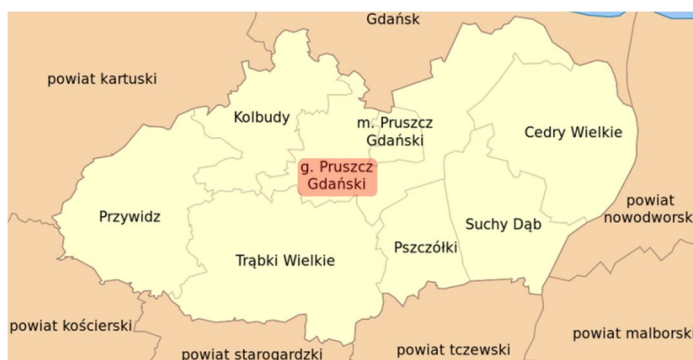 Gdańsk
powiat kartuski
Kolbudy
m. Pruszcz
Gdański
Cedry Wielkie
g. Pruszcz
Gdański
Przywidz
powiat
nowodworsk
Suchy Dąb
Pszczółki
Trąbki Wielkie
powiat kościerski
powiat malborski
powiat starogardzki
powiat tczewski